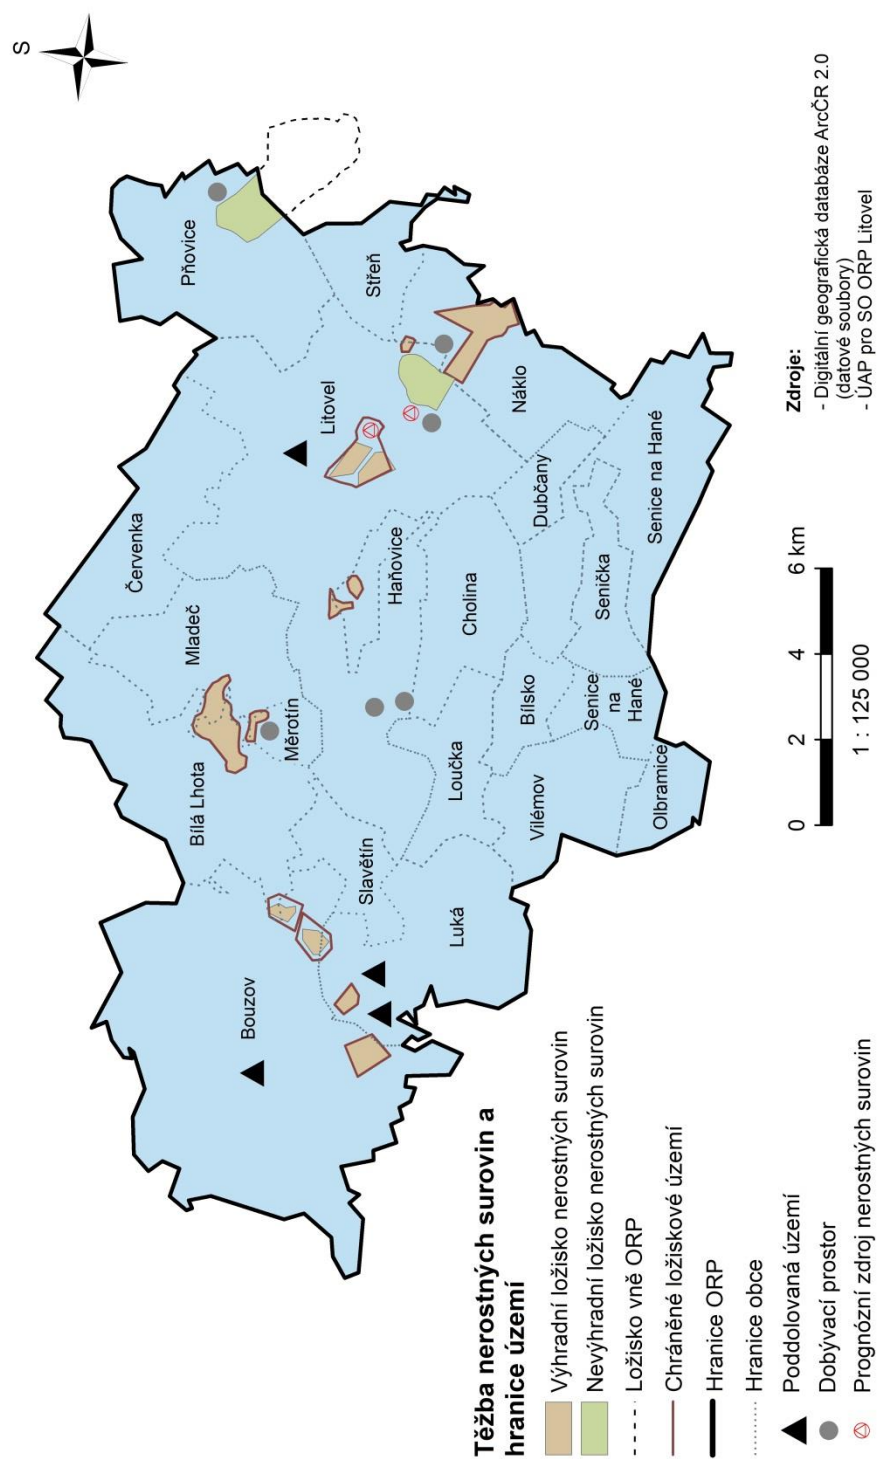 S
Pňovice
Střeň
Litovel
Červenka
Náklo
Mladeč
Haňovice
Dubčany
Senice na Hané
Cholina
Senička
Bílá Lhota
Měrotín
Bílsko
Senice
na
Hané
Loučka
Vilémov
Olbramice
Slavětín
Luká
Bouzov
Těžba nerostných surovin a
hranice území
Výhradní ložisko nerostných surovin
Nevýhradní ložisko nerostných surovin
Ložisko vně ORP
Chráněné ložiskové území
Hranice ORP
Hranice obce
Poddolovaná území
Dobývací prostor
Prognózní zdroj nerostných surovin
0 2 4 6 km
1 : 125 000
Zdroje:
- Digitální geografická databáze ArcČR 2.0
(datové soubory)
- ÚAP pro SO ORP Litovel